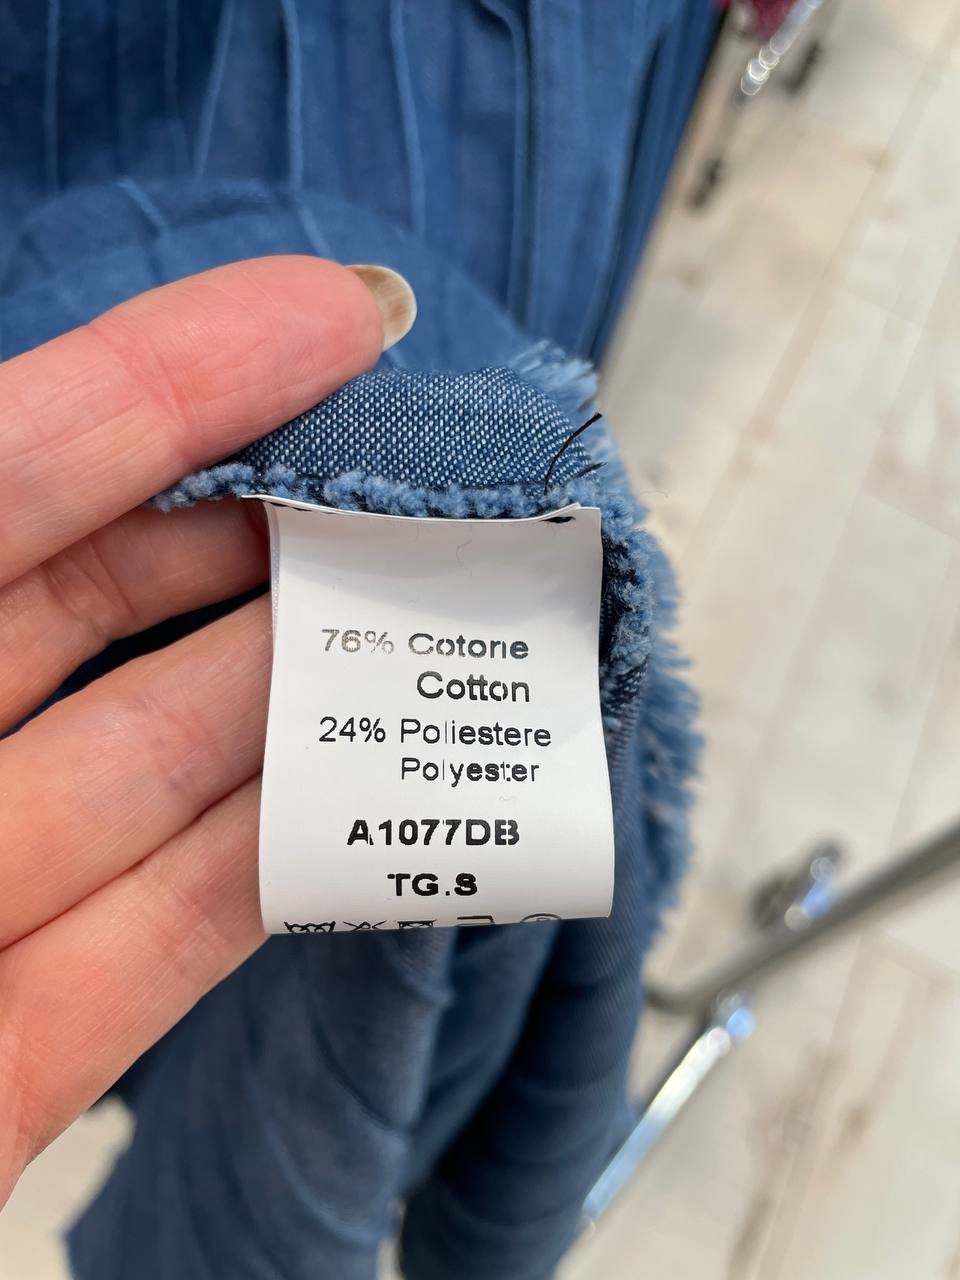 76% Cotone
Cotton
24% Poliestere
Polyester
A1077DB
TG.S